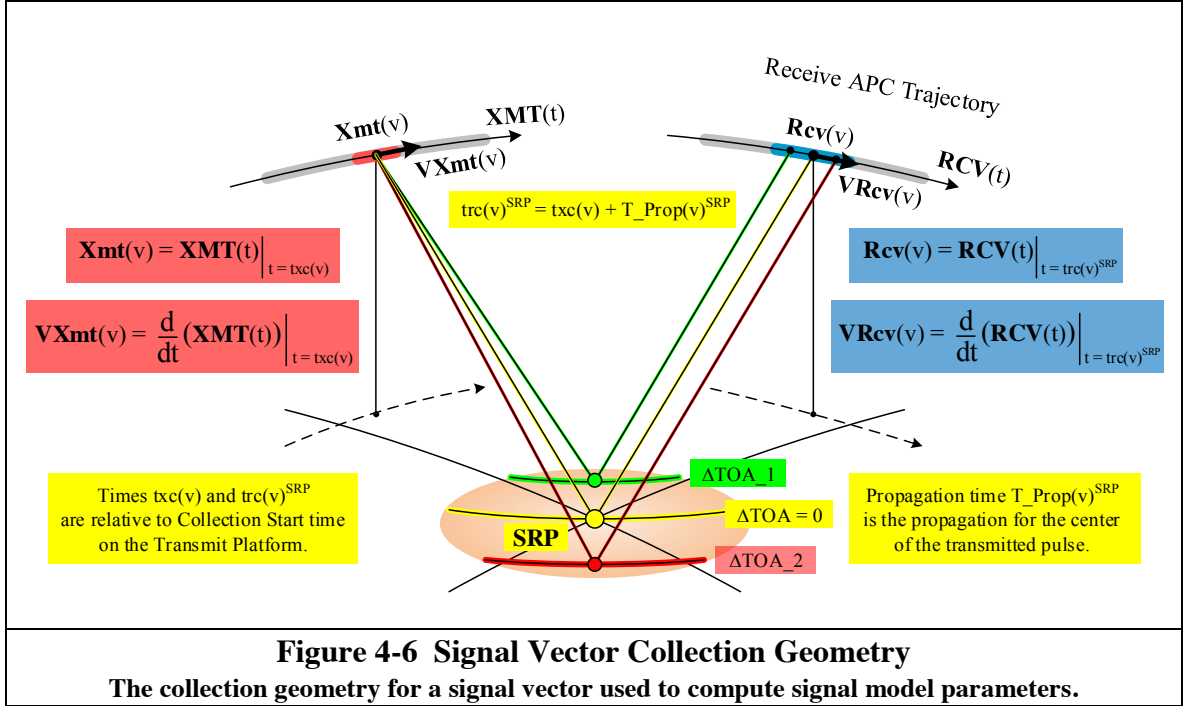 Receive APC Trajectory
Xmt(v)
XMT(t)
VXmt(v)
Rcv(v)
RCV(t)
VRcv(v)
trc(v)^SRP = txc(v) + T_Prop(v)^SRP
Xmt(v) = XMT(t)| t = txc(v)
VXmt(v) = d/dt (XMT(t))| t = txc(v)
Rcv(v) = RCV(t)| t = trc(v)^SRP
VRcv(v) = d/dt (RCV(t))| t = trc(v)^SRP
Times txc(v) and trc(v)^SRP
are relative to Collection Start time
on the Transmit Platform.
ΔTOA_1
ΔTOA = 0
SRP
ΔTOA_2
Propagation time T_Prop(v)^SRP
is the propagation for the center
of the transmitted pulse.
Figure 4-6 Signal Vector Collection Geometry
The collection geometry for a signal vector used to compute signal model parameters.